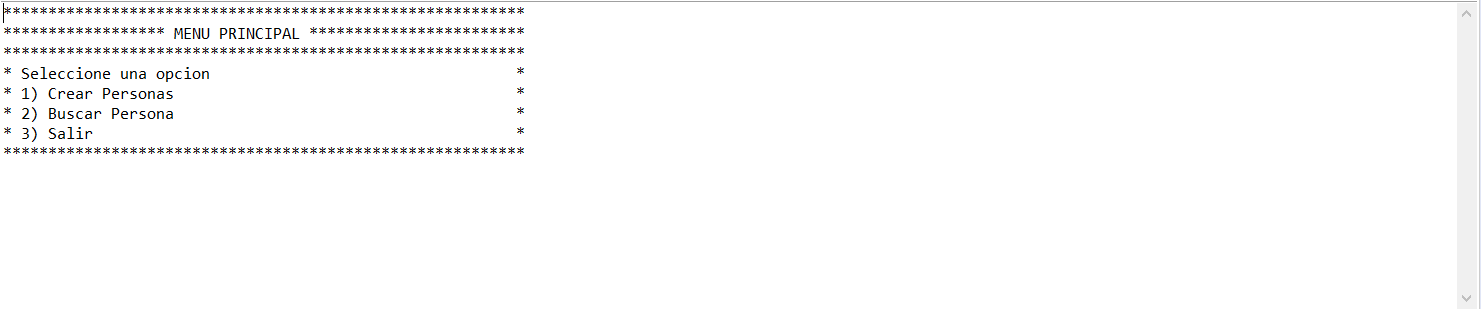 **********************************************************
****************** MENU PRINCIPAL ************************
**********************************************************
* Seleccione una opcion                                  *
* 1) Crear Personas                                      *
* 2) Buscar Persona                                      *
* 3) Salir                                               *
**********************************************************